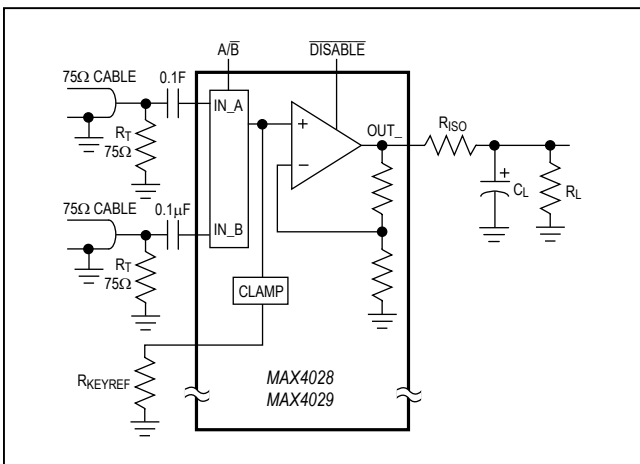 A/B̅
D̅I̅S̅A̅B̅L̅E̅
75Ω CABLE
0.1F
IN_A
OUT_
RISO
RT
75Ω
+
−
+
CL
RL
75Ω CABLE
0.1µF
IN_B
RT
75Ω
CLAMP
RKEYREF
MAX4028
MAX4029